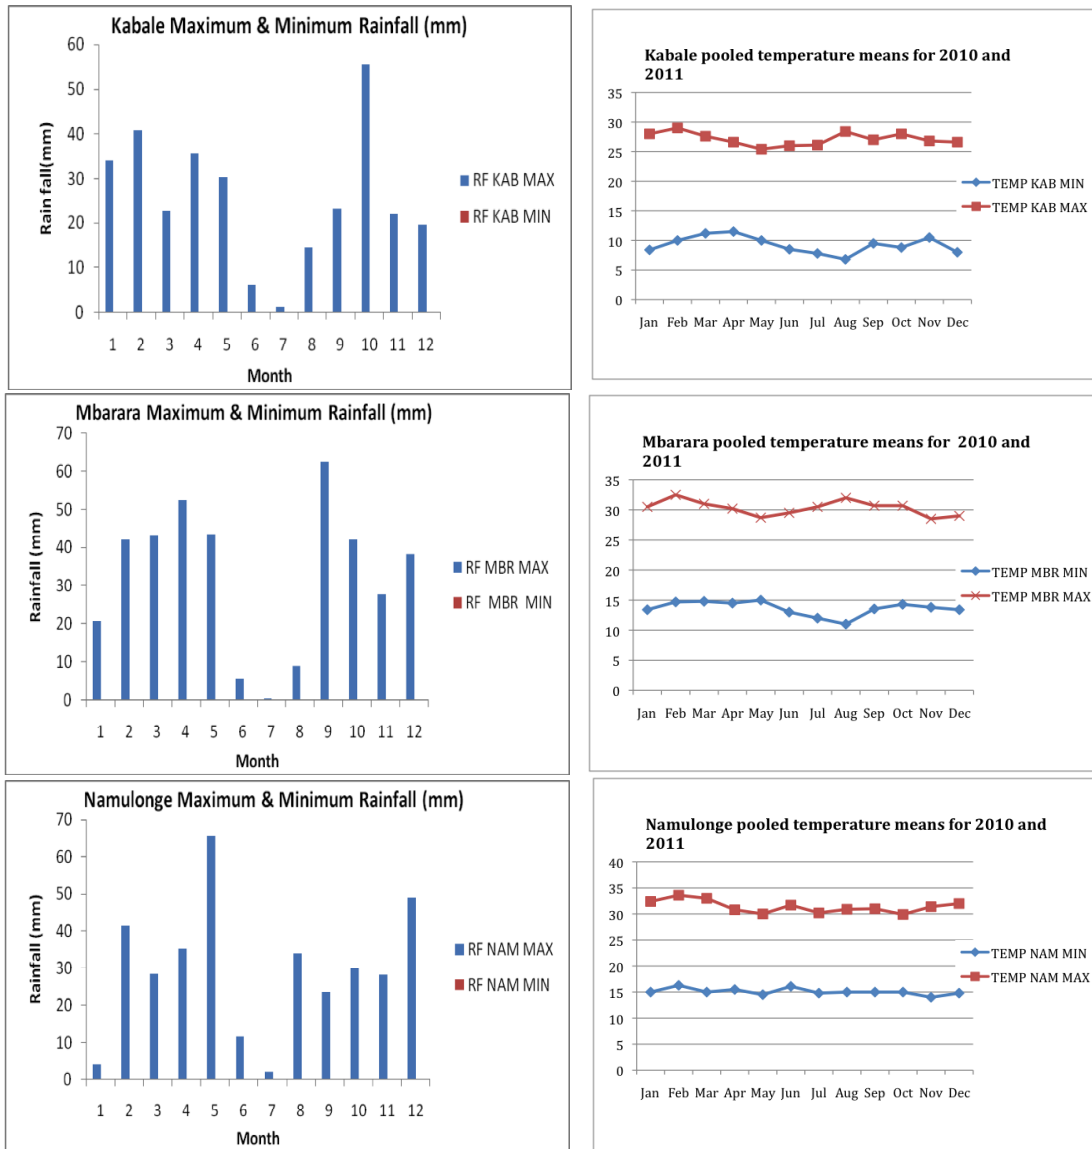 Kabale Maximum & Minimum Rainfall (mm)
60
50
40
30
20
10
0
Rain fall(mm)
1 2 3 4 5 6 7 8 9 10 11 12
Month
RF KAB MAX
RF KAB MIN
Kabale pooled temperature means for 2010 and
2011
35
30
25
20
15
10
5
0
Jan Feb Mar Apr May Jun Jul Aug Sep Oct Nov Dec
TEMP KAB MIN
TEMP KAB MAX
Mbarara Maximum & Minimum Rainfall (mm)
70
60
50
40
30
20
10
0
Rainfall (mm)
1 2 3 4 5 6 7 8 9 10 11 12
Month
RF MBR MAX
RF MBR MIN
Mbarara pooled temperature means for 2010 and
2011
35
30
25
20
15
10
5
0
Jan Feb Mar Apr May Jun Jul Aug Sep Oct Nov Dec
TEMP MBR MIN
TEMP MBR MAX
Namulonge Maximum & Minimum Rainfall (mm)
70
60
50
40
30
20
10
0
Rainfall (mm)
1 2 3 4 5 6 7 8 9 10 11 12
Month
RF NAM MAX
RF NAM MIN
Namulonge pooled temperature means for 2010 and
2011
40
35
30
25
20
15
10
5
0
Jan Feb Mar Apr May Jun Jul Aug Sep Oct Nov Dec
TEMP NAM MIN
TEMP NAM MAX